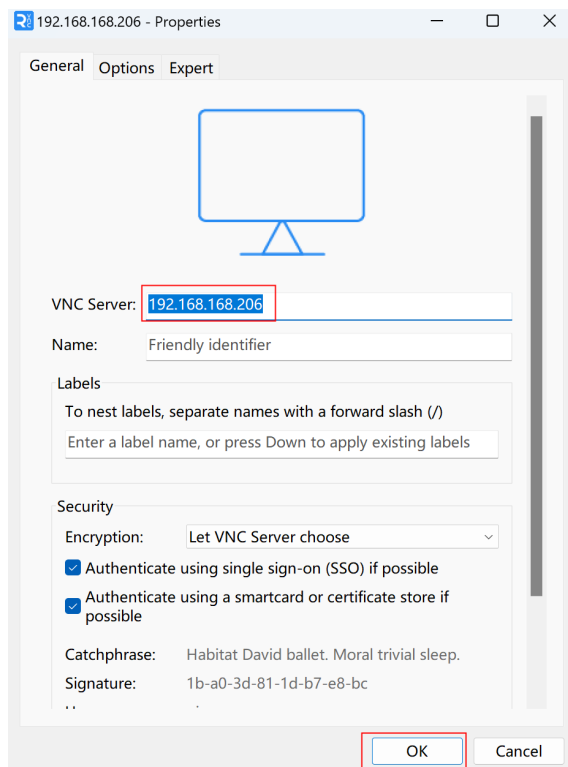 192.168.168.206 - Properties
General Options Expert
VNC Server: 192.168.168.206
Name: Friendly identifier
Labels
To nest labels, separate names with a forward slash (/)
Enter a label name, or press Down to apply existing labels
Security
Encryption: Let VNC Server choose
Authenticate using single sign-on (SSO) if possible
Authenticate using a smartcard or certificate store if
possible
Catchphrase: Habitat David ballet. Moral trivial sleep.
Signature: 1b-a0-3d-81-1d-b7-e8-bc
OK Cancel